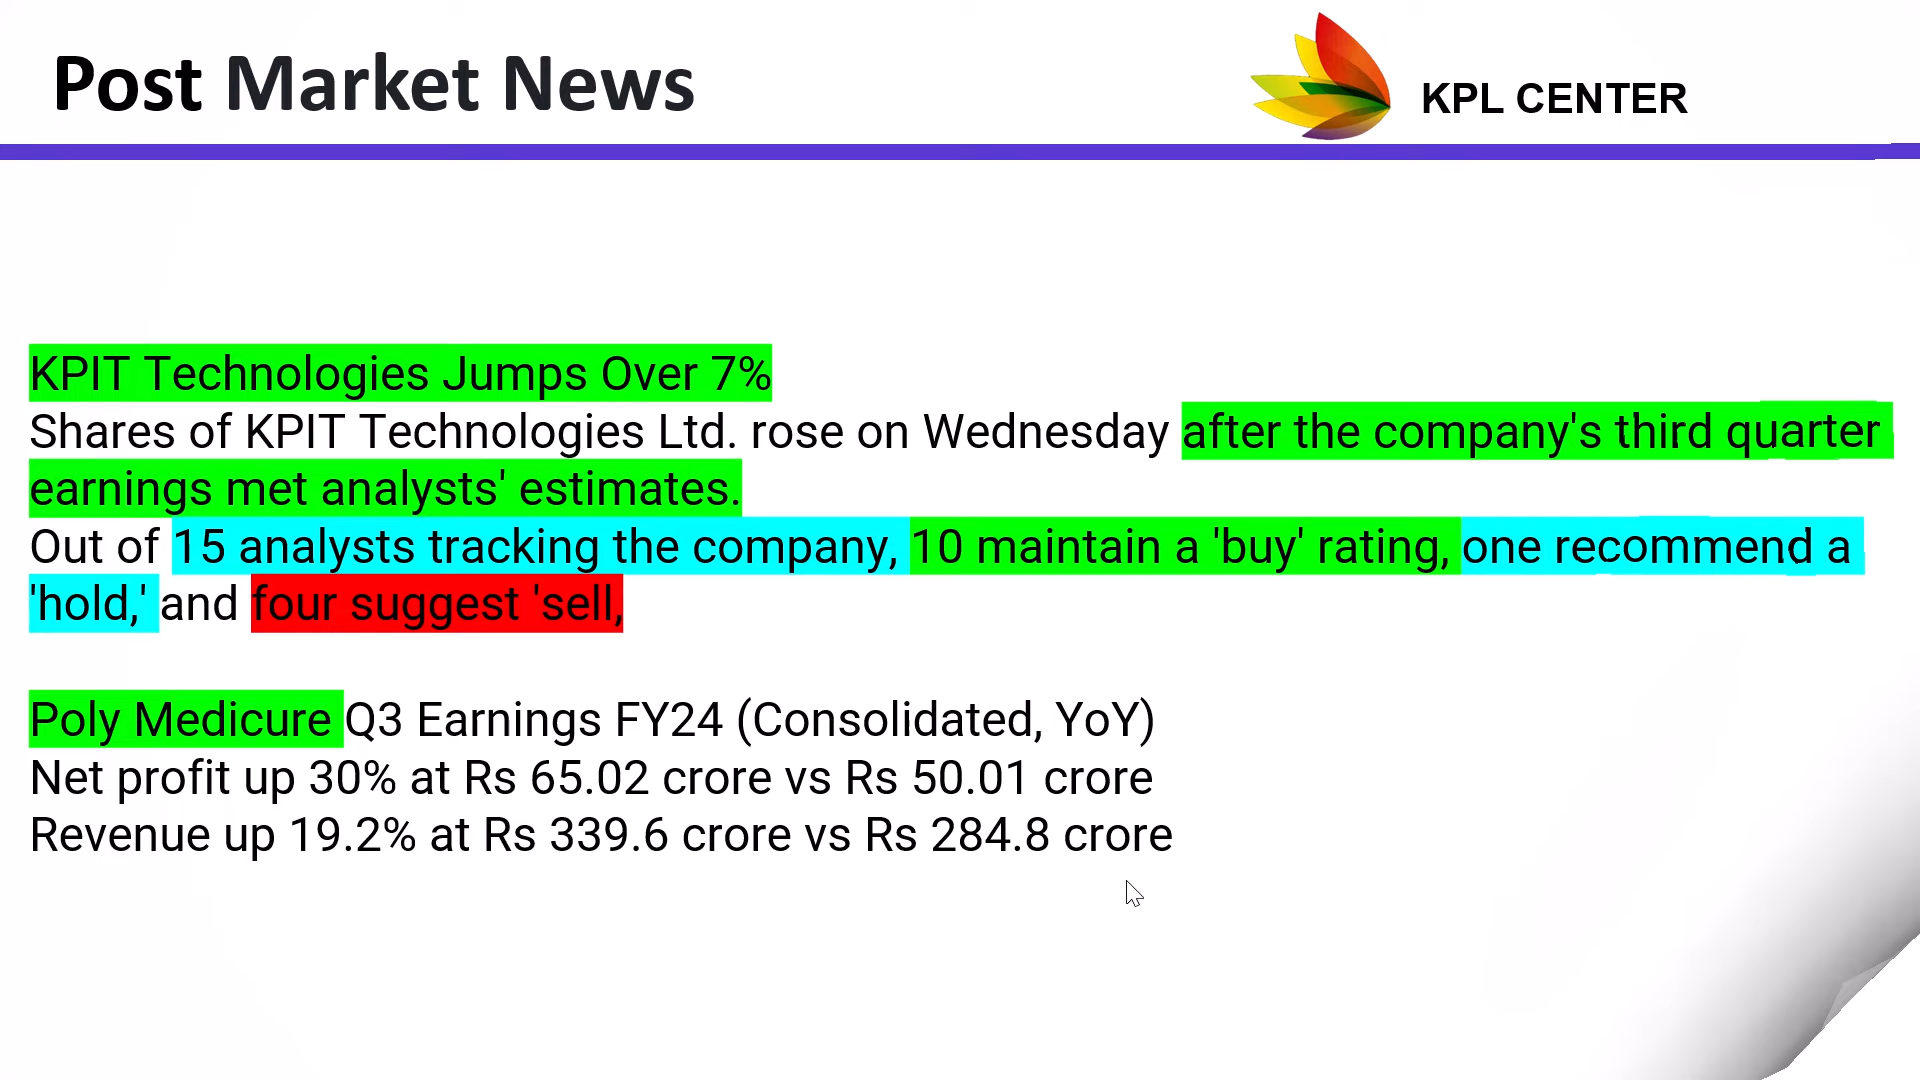 Post Market News
KPL CENTER
KPIT Technologies Jumps Over 7%
Shares of KPIT Technologies Ltd. rose on Wednesday after the company's third quarter
earnings met analysts' estimates.
Out of 15 analysts tracking the company, 10 maintain a 'buy' rating, one recommend a
'hold,' and four suggest 'sell,
Poly Medicure Q3 Earnings FY24 (Consolidated, YoY)
Net profit up 30% at Rs 65.02 crore vs Rs 50.01 crore
Revenue up 19.2% at Rs 339.6 crore vs Rs 284.8 crore